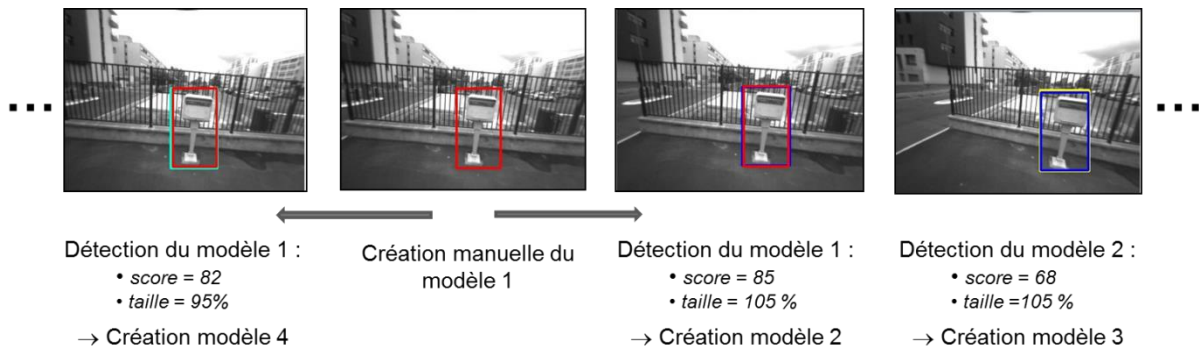 Détection du modèle 1 :
• score = 82
• taille = 95%
→ Création modèle 4
Création manuelle du
modèle 1
Détection du modèle 1 :
• score = 85
• taille = 105 %
→ Création modèle 2
Détection du modèle 2 :
• score = 68
• taille =105 %
→ Création modèle 3